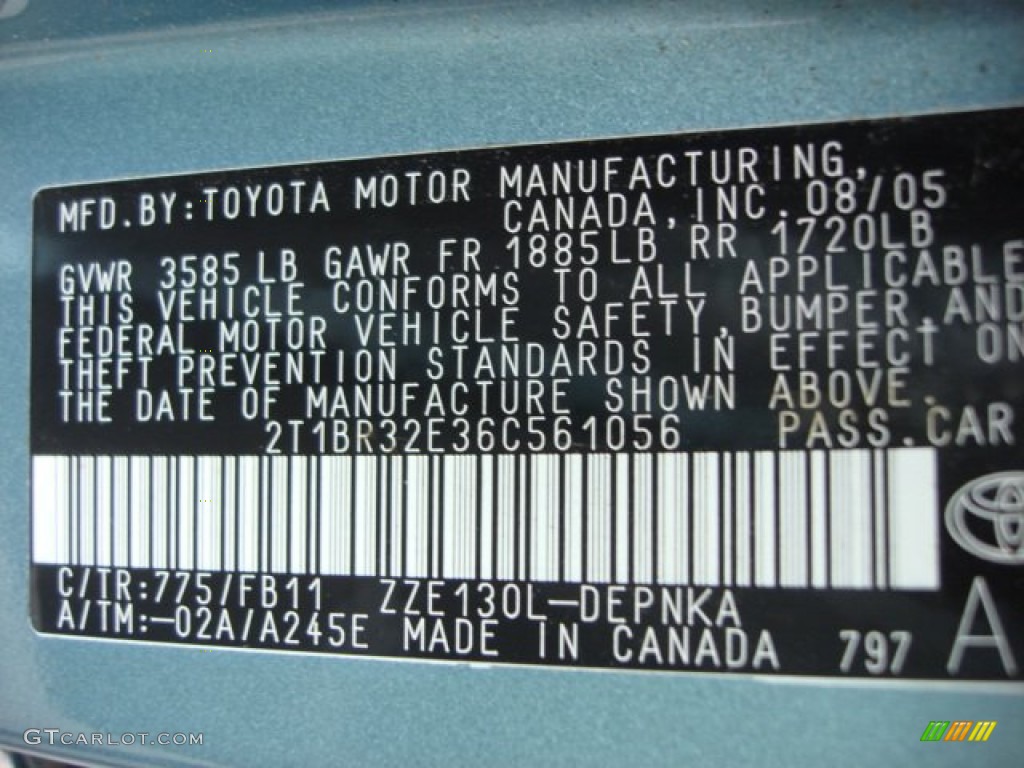 MFD.BY:TOYOTA MOTOR MANUFACTURING,
CANADA,INC. 08/05
GVWR 3585LB GAWR FR 1885LB RR 1720LB
THIS VEHICLE CONFORMS TO ALL APPLICABLE
FEDERAL MOTOR VEHICLE SAFETY,BUMPER,AND
THEFT PREVENTION STANDARDS IN EFFECT ON
THE DATE OF MANUFACTURE SHOWN ABOVE.
2T1BR32E36C561056 PASS.CAR
C/TR:775/FB11 ZZE130L-DEPNKA
A/TM:-02A/A245E MADE IN CANADA 797 A
GTCARLOT.COM